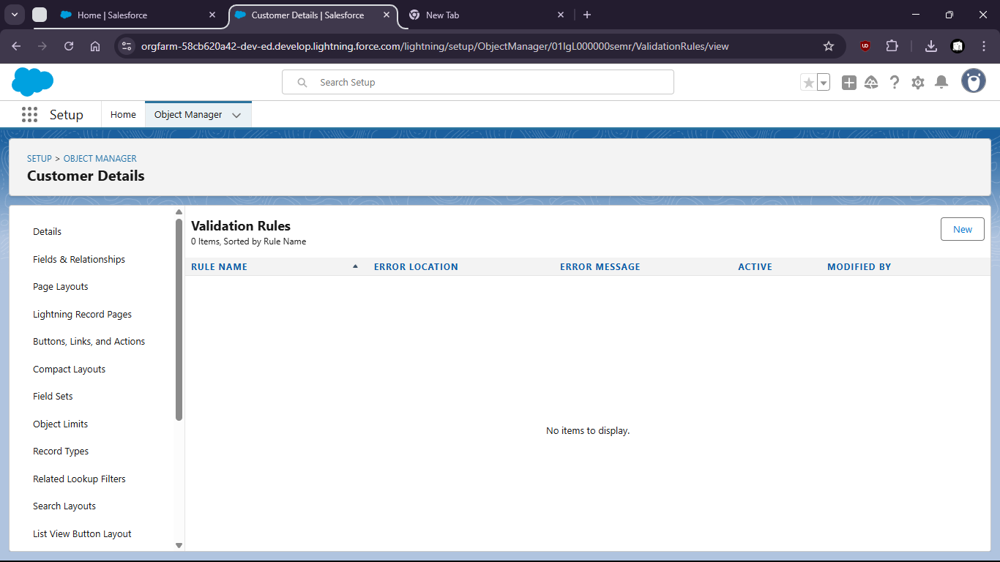 Home | Salesforce
Customer Details | Salesforce
New Tab
orgfarm-58cb620a42-dev-ed.develop.lightning.force.com/lightning/setup/ObjectManager/01IgL000000semr/ValidationRules/view
UD
Search Setup
Setup
Home
Object Manager
SETUP > OBJECT MANAGER
Customer Details
Details
Fields & Relationships
Page Layouts
Lightning Record Pages
Buttons, Links, and Actions
Compact Layouts
Field Sets
Object Limits
Record Types
Related Lookup Filters
Search Layouts
List View Button Layout
Validation Rules
0 Items, Sorted by Rule Name
New
RULE NAME ERROR LOCATION ERROR MESSAGE ACTIVE MODIFIED BY
No items to display.